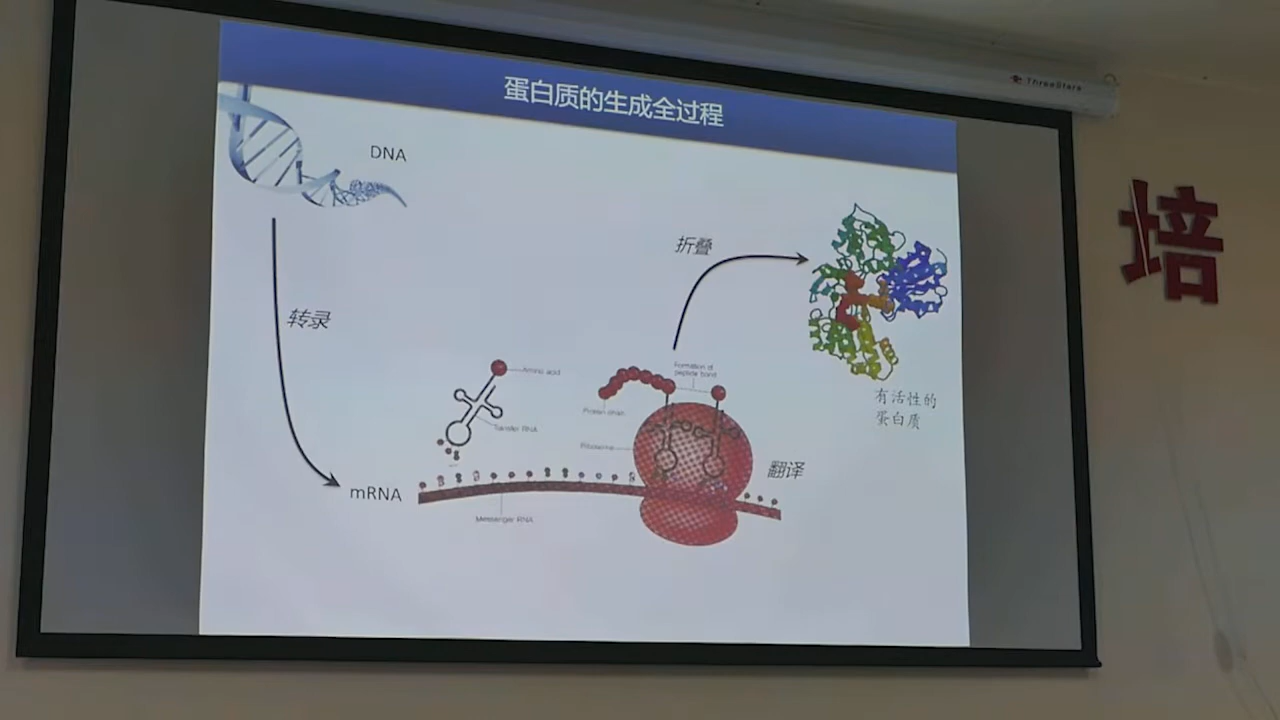 ThreeStars
蛋白质的生成全过程
DNA
培
折叠
转录
Formation of
peptide bond
Amino acid
Protein chain
有活性的
蛋白质
Transfer RNA
Ribosome
翻译
mRNA
Messenger RNA